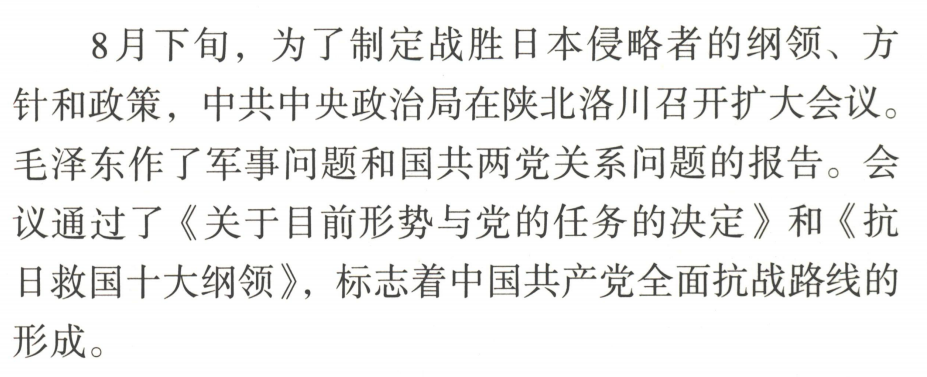 8月下旬，为了制定战胜日本侵略者的纲领、方
针和政策，中共中央政治局在陕北洛川召开扩大会议。
毛泽东作了军事问题和国共两党关系问题的报告。会
议通过了《关于目前形势与党的任务的决定》和《抗
日救国十大纲领》，标志着中国共产党全面抗战路线的
形成。